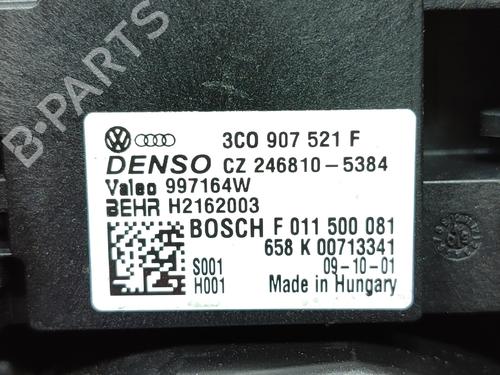 3C0 907 521 F
DENSO CZ 246810-5384
Valeo 997164W
BEHR H2162003
BOSCH F 011 500 081
658 K 00713341
S001 09-10-01
H001 Made in Hungary
B-PARTS